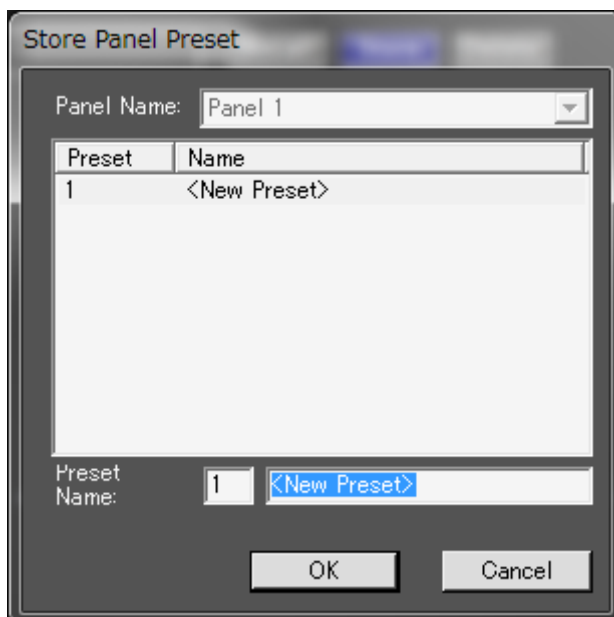 Store Panel Preset
Panel Name: Panel 1
Preset Name
1 <New Preset>
Preset
Name: 1 <New Preset>
OK Cancel